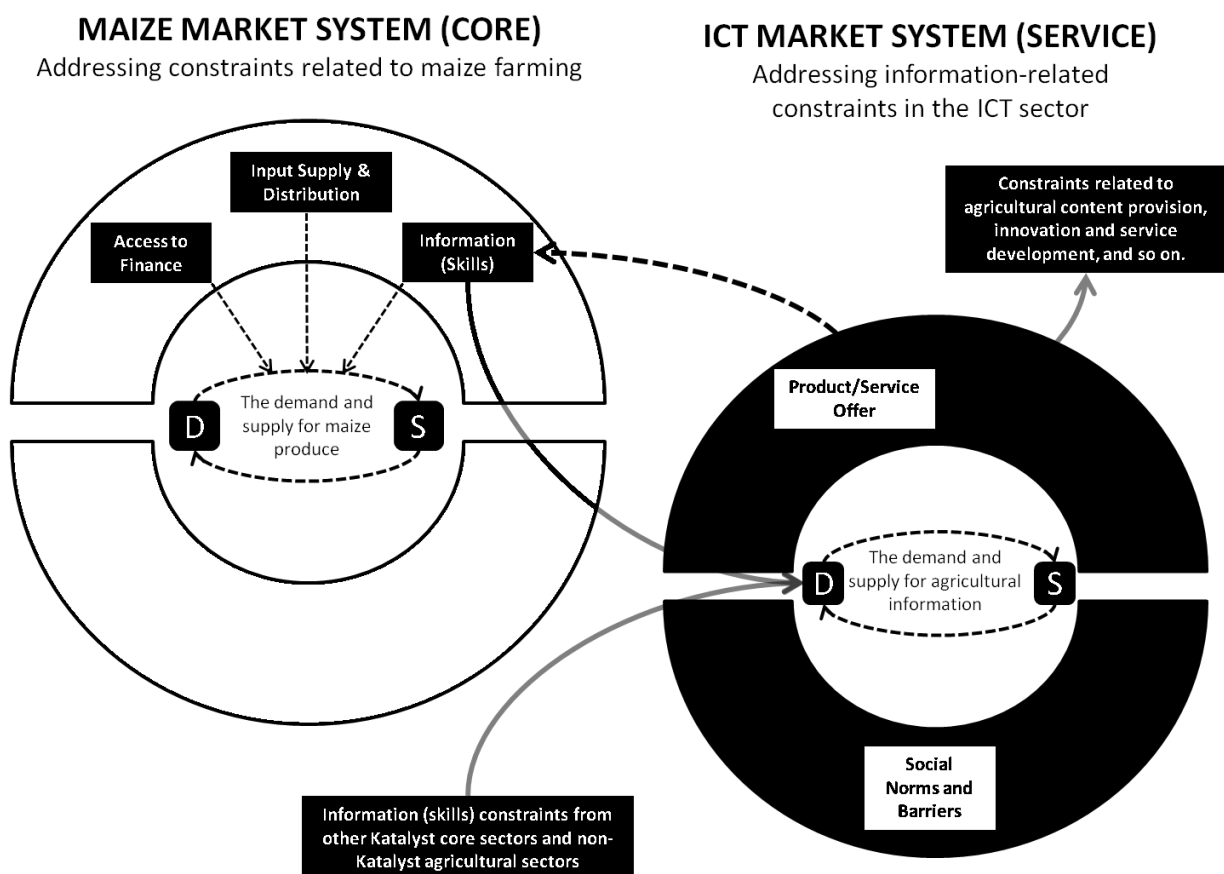 MAIZE MARKET SYSTEM (CORE)
Addressing constraints related to maize farming
Input Supply &
Distribution
Access to
Finance
Information
(Skills)
D
The demand and
supply for maize
produce
S
ICT MARKET SYSTEM (SERVICE)
Addressing information-related
constraints in the ICT sector
Constraints related to
agricultural content provision,
innovation and service
development, and so on.
Product/Service
Offer
D
The demand and
supply for agricultural
information
S
Social
Norms and
Barriers
Information (skills) constraints from
other Katalyst core sectors and non-
Katalyst agricultural sectors